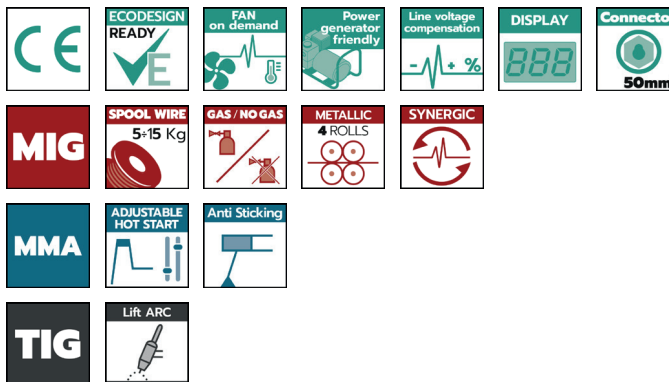 CE
ECODESIGN
READY
E
FAN
on demand
Power
generator
friendly
Line voltage
compensation
- + %
DISPLAY
888
Connecto
50mm
MIG
SPOOL WIRE
5÷15 Kg
GAS / NO GAS
METALLIC
4 ROLLS
SYNERGIC
MMA
ADJUSTABLE
HOT START
Anti Sticking
TIG
Lift ARC